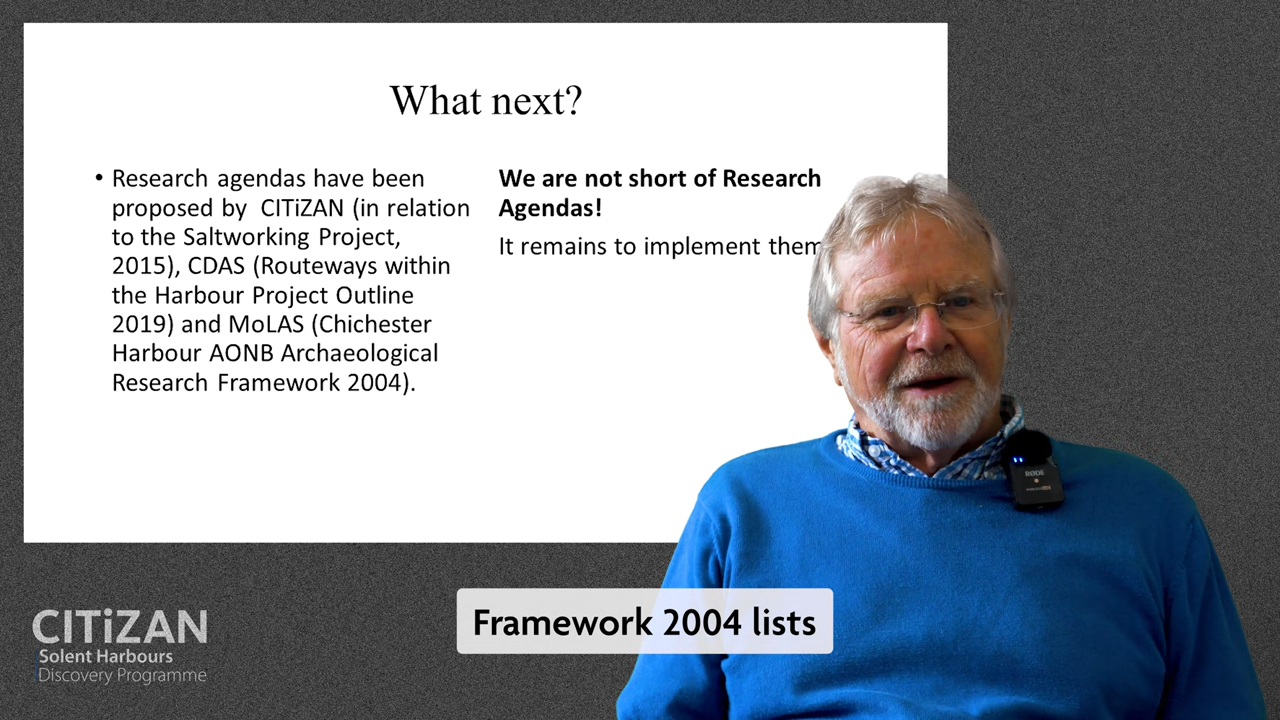 What next?
• Research agendas have been
proposed by CITiZAN (in relation
to the Saltworking Project,
2015), CDAS (Routeways within
the Harbour Project Outline
2019) and MoLAS (Chichester
Harbour AONB Archaeological
Research Framework 2004).
We are not short of Research
Agendas!
It remains to implement them
RØDE
Framework 2004 lists
CITiZAN
Solent Harbours
Discovery Programme